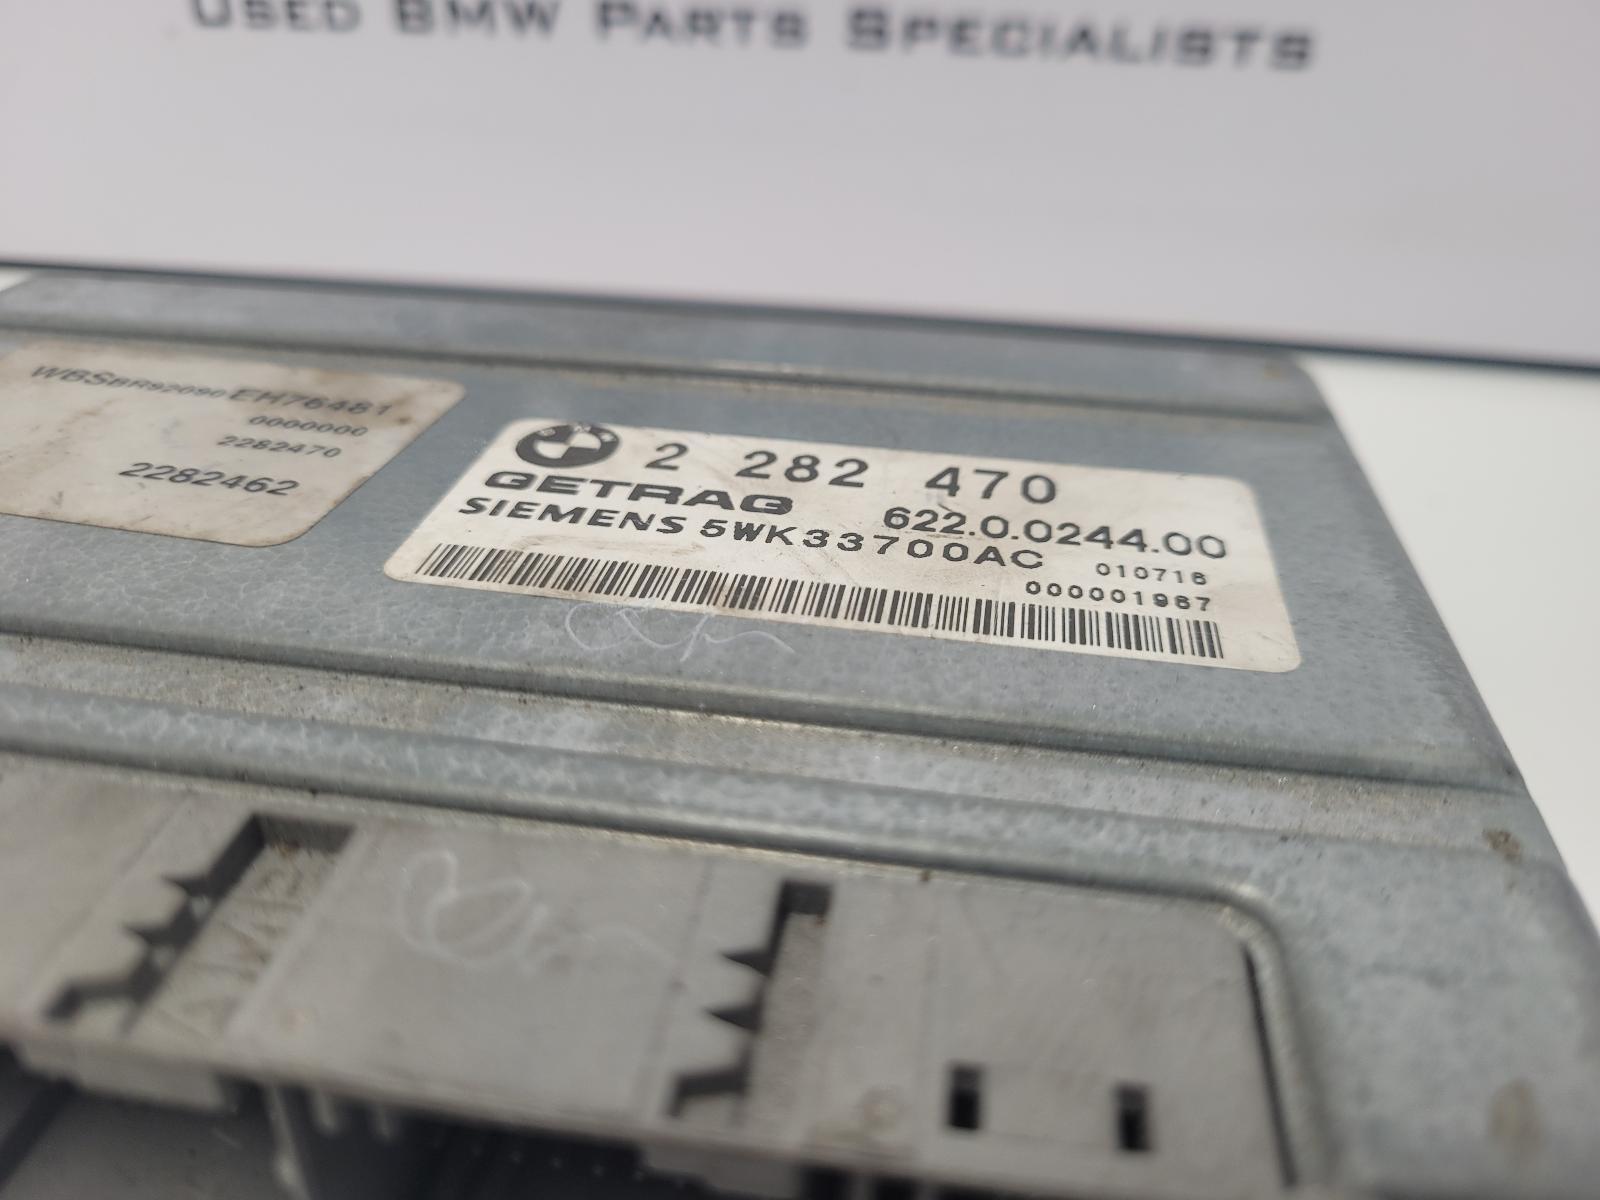 USED BMW PARTS SPECIALISTS
WBSBR92090EH76481
0000000
2282470
2282462
2 282 470
GETRAG 622.0.0244.00
SIEMENS 5WK33700AC
010716
000001967